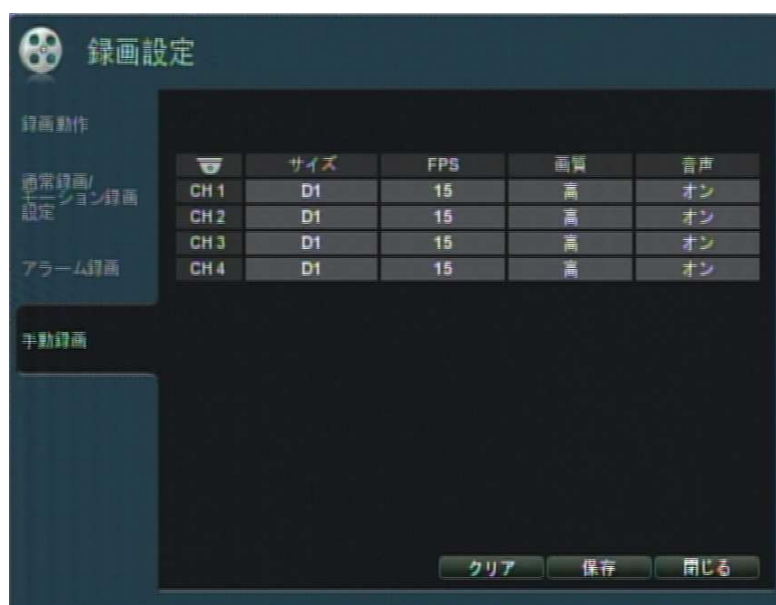 録画設定
録画動作
通常録画/
モーション録画
設定
アラーム録画
手動録画
サイズ FPS 画質 音声
CH 1 D1 15 高 オン
CH 2 D1 15 高 オン
CH 3 D1 15 高 オン
CH 4 D1 15 高 オン
クリア 保存 閉じる